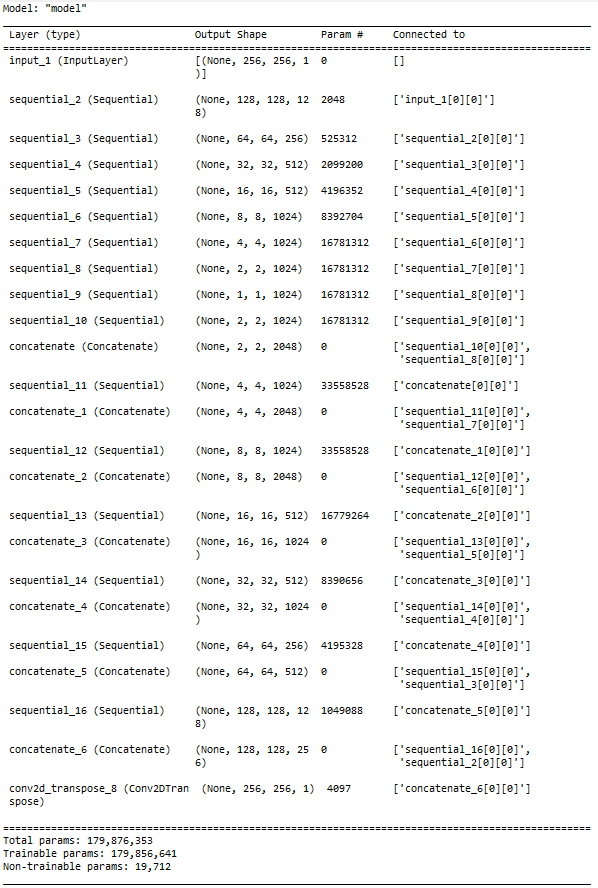 Model: "model"
Layer (type) Output Shape Param # Connected to
input_1 (InputLayer) [(None, 256, 256, 1 0 []
)]
sequential_2 (Sequential) (None, 128, 128, 12 2048 ['input_1[0][0]']
8)
sequential_3 (Sequential) (None, 64, 64, 256) 525312 ['sequential_2[0][0]']
sequential_4 (Sequential) (None, 32, 32, 512) 2099200 ['sequential_3[0][0]']
sequential_5 (Sequential) (None, 16, 16, 512) 4196352 ['sequential_4[0][0]']
sequential_6 (Sequential) (None, 8, 8, 1024) 8392704 ['sequential_5[0][0]']
sequential_7 (Sequential) (None, 4, 4, 1024) 16781312 ['sequential_6[0][0]']
sequential_8 (Sequential) (None, 2, 2, 1024) 16781312 ['sequential_7[0][0]']
sequential_9 (Sequential) (None, 1, 1, 1024) 16781312 ['sequential_8[0][0]']
sequential_10 (Sequential) (None, 2, 2, 1024) 16781312 ['sequential_9[0][0]']
concatenate (Concatenate) (None, 2, 2, 2048) 0 ['sequential_10[0][0]',
'sequential_8[0][0]']
sequential_11 (Sequential) (None, 4, 4, 1024) 33558528 ['concatenate[0][0]']
concatenate_1 (Concatenate) (None, 4, 4, 2048) 0 ['sequential_11[0][0]',
'sequential_7[0][0]']
sequential_12 (Sequential) (None, 8, 8, 1024) 33558528 ['concatenate_1[0][0]']
concatenate_2 (Concatenate) (None, 8, 8, 2048) 0 ['sequential_12[0][0]',
'sequential_6[0][0]']
sequential_13 (Sequential) (None, 16, 16, 512) 16779264 ['concatenate_2[0][0]']
concatenate_3 (Concatenate) (None, 16, 16, 1024 0 ['sequential_13[0][0]',
) 'sequential_5[0][0]']
sequential_14 (Sequential) (None, 32, 32, 512) 8390656 ['concatenate_3[0][0]']
concatenate_4 (Concatenate) (None, 32, 32, 1024 0 ['sequential_14[0][0]',
) 'sequential_4[0][0]']
sequential_15 (Sequential) (None, 64, 64, 256) 4195328 ['concatenate_4[0][0]']
concatenate_5 (Concatenate) (None, 64, 64, 512) 0 ['sequential_15[0][0]',
'sequential_3[0][0]']
sequential_16 (Sequential) (None, 128, 128, 12 1049088 ['concatenate_5[0][0]']
8)
concatenate_6 (Concatenate) (None, 128, 128, 25 0 ['sequential_16[0][0]',
6) 'sequential_2[0][0]']
conv2d_transpose_8 (Conv2DTran (None, 256, 256, 1) 4097 ['concatenate_6[0][0]']
spose)
Total params: 179,876,353
Trainable params: 179,856,641
Non-trainable params: 19,712